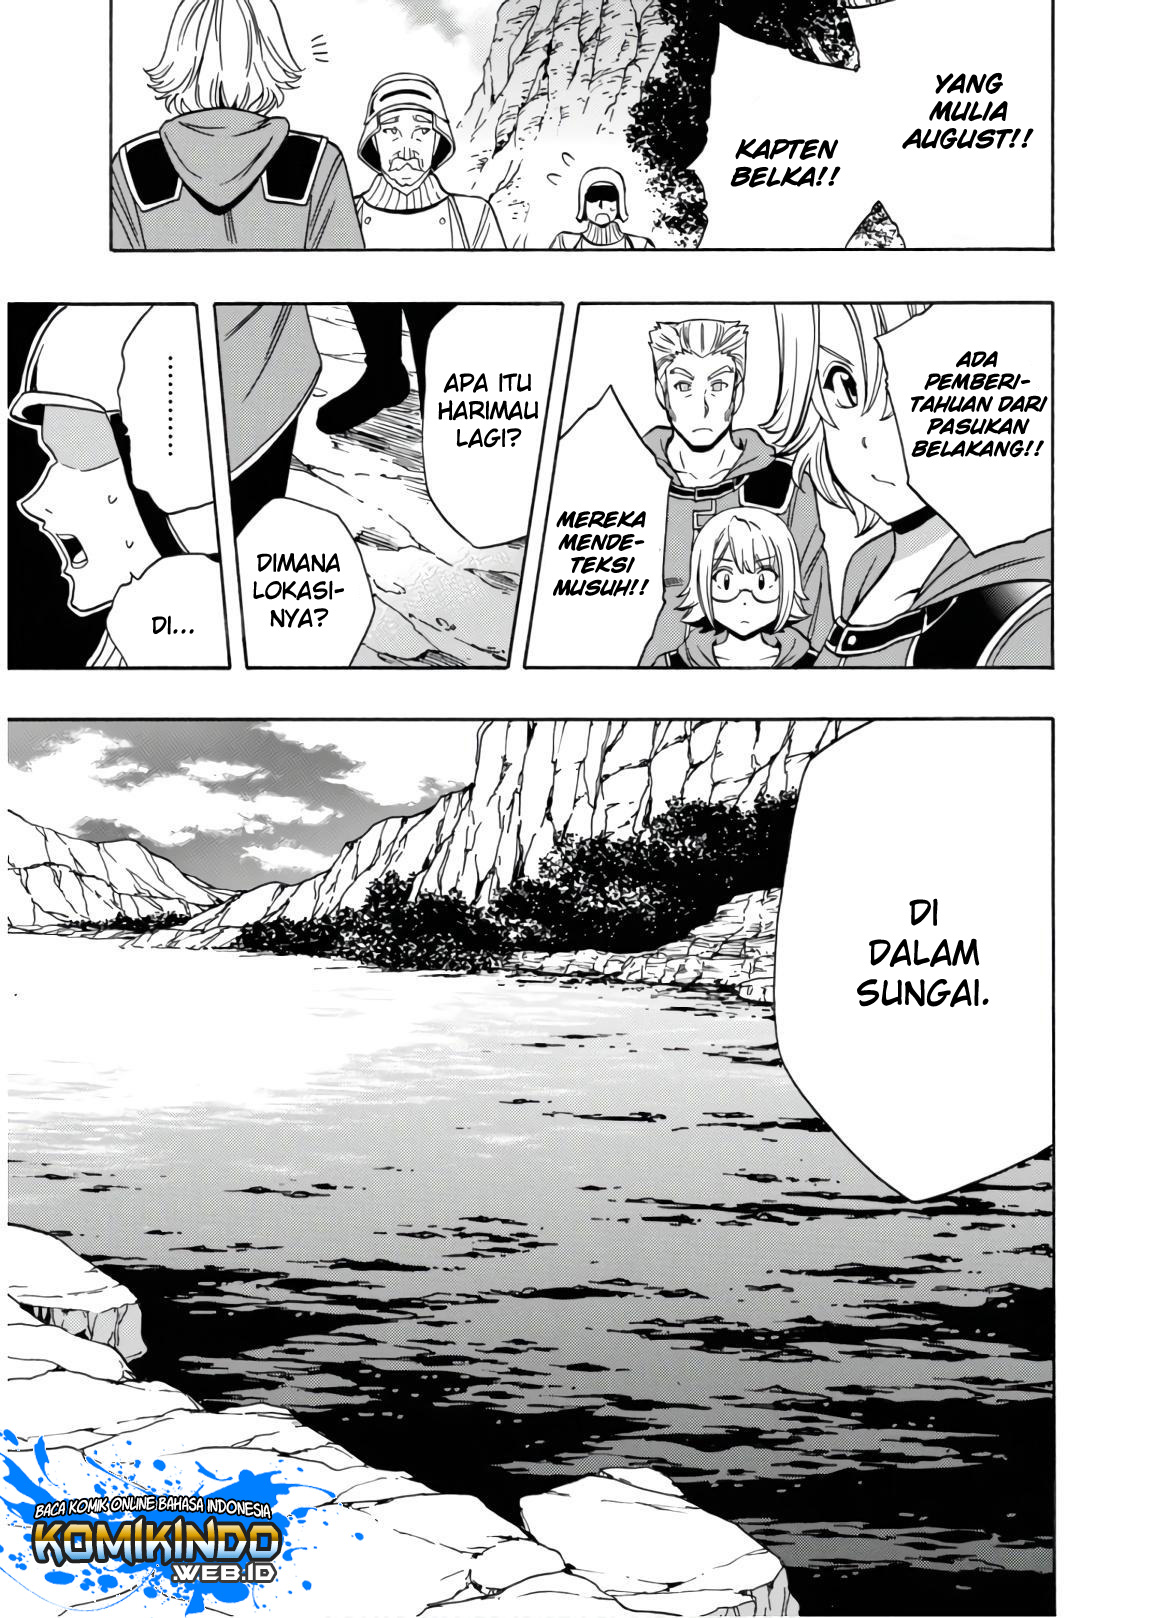 YANG
MULIA
AUGUST!!
KAPTEN
BELKA!!
ADA
PEMBERI-
TAHUAN DARI
PASUKAN
BELAKANG!!
MEREKA
MENDE-
TEKSI
MUSUH!!
APA ITU
HARIMAU
LAGI?
DIMANA
LOKASI-
NYA?
..........
DI...
DI
DALAM
SUNGAI.
BACA KOMIK ONLINE BAHASA INDONESIA
KOMIKINDO
.WEB.ID